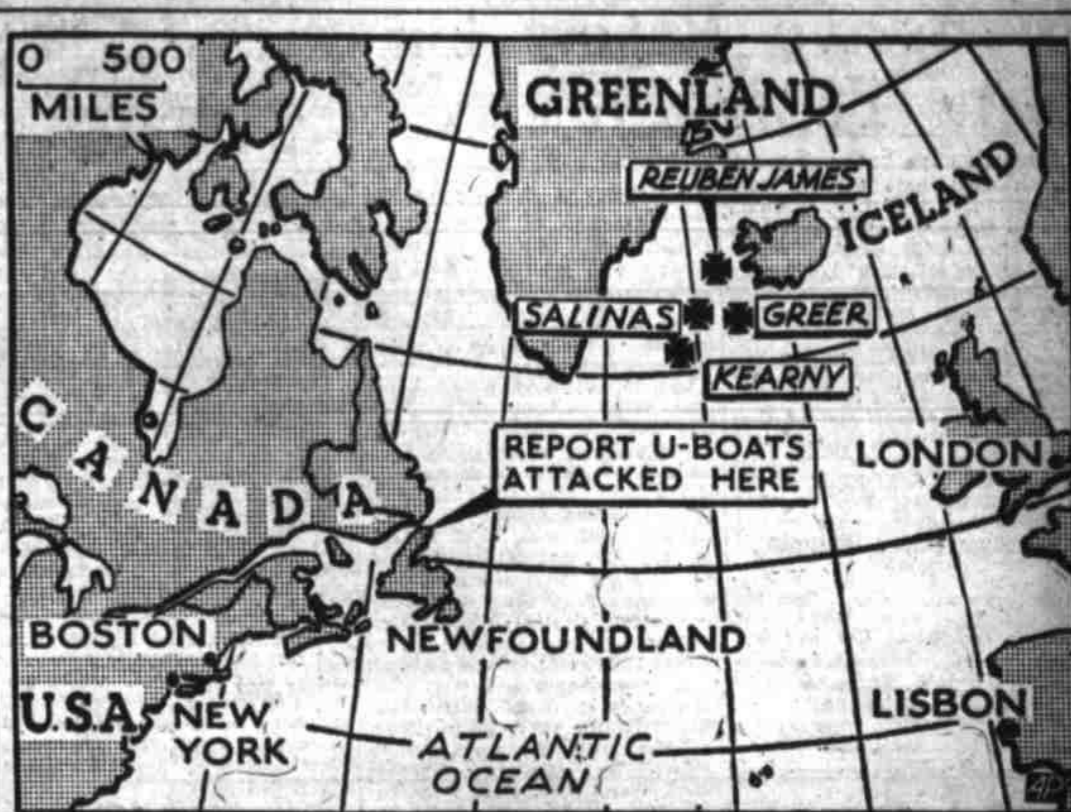 0 500
MILES
GREENLAND
REUBEN JAMES
ICELAND
SALINAS
GREER
KEARNY
CANADA
REPORT U-BOATS
ATTACKED HERE
LONDON
BOSTON
NEWFOUNDLAND
U.S.A.
NEW
YORK
LISBON
ATLANTIC
OCEAN
AP